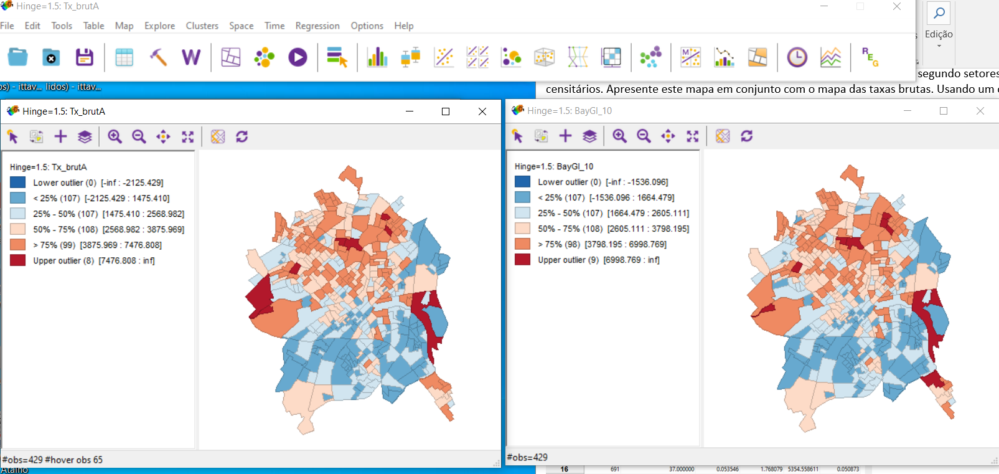 Hinge=1.5: Tx_brutA
File Edit Tools Table Map Explore Clusters Space Time Regression Options Help
Edição
W
M
REG
segundo setores
os) - ittav... lidos) - ittav...
censitários. Apresente este mapa em conjunto com o mapa das taxas brutas. Usando um
Hinge=1.5: Tx_brutA
Hinge=1.5: Tx_brutA
Lower outlier (0) [-inf : -2125.429]
< 25% (107) [-2125.429 : 1475.410]
25% - 50% (107) [1475.410 : 2568.982]
50% - 75% (108) [2568.982 : 3875.969]
> 75% (99) [3875.969 : 7476.808]
Upper outlier (8) [7476.808 : inf]
#obs=429 #hover obs 65
Hinge=1.5: BayGl_10
Hinge=1.5: BayGl_10
Lower outlier (0) [-inf : -1536.096]
< 25% (107) [-1536.096 : 1664.479]
25% - 50% (107) [1664.479 : 2605.111]
50% - 75% (108) [2605.111 : 3798.195]
> 75% (98) [3798.195 : 6998.769]
Upper outlier (9) [6998.769 : inf]
#obs=429
Atalho
16 691 37.000000 0.053546 1.768079 5354.558611 0.050873